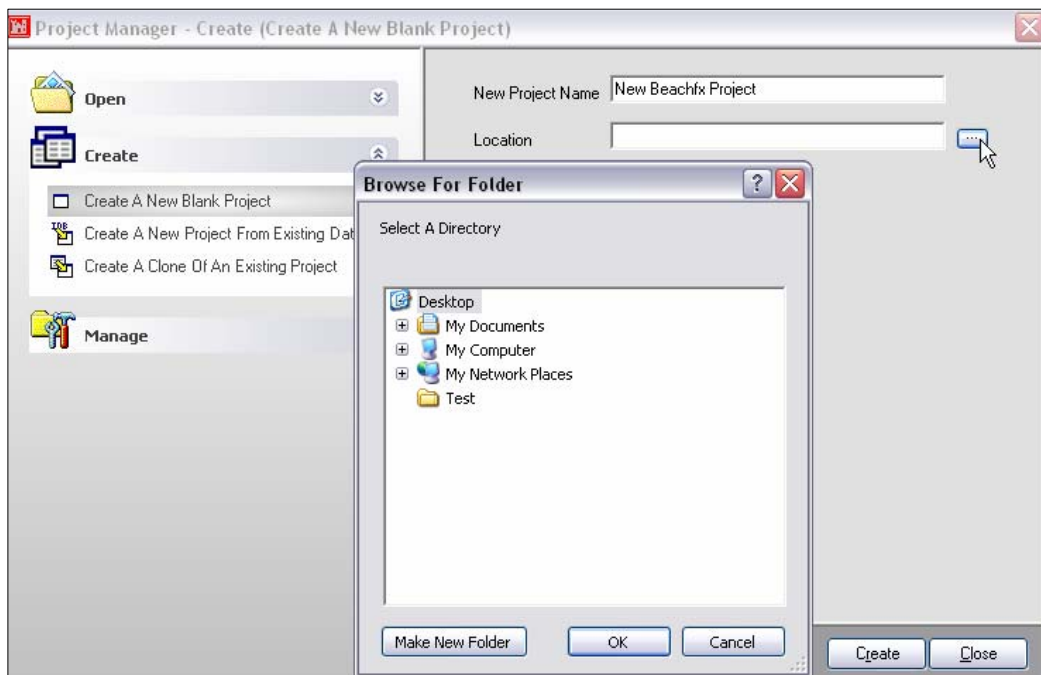 Project Manager - Create (Create A New Blank Project)
Open
Create
Create A New Blank Project
Create A New Project From Existing Dat
Create A Clone Of An Existing Project
Manage
New Project Name New Beachfx Project
Location
...
Browse For Folder
?
Select A Directory
Desktop
My Documents
My Computer
My Network Places
Test
Make New Folder
OK
Cancel
Create
Close